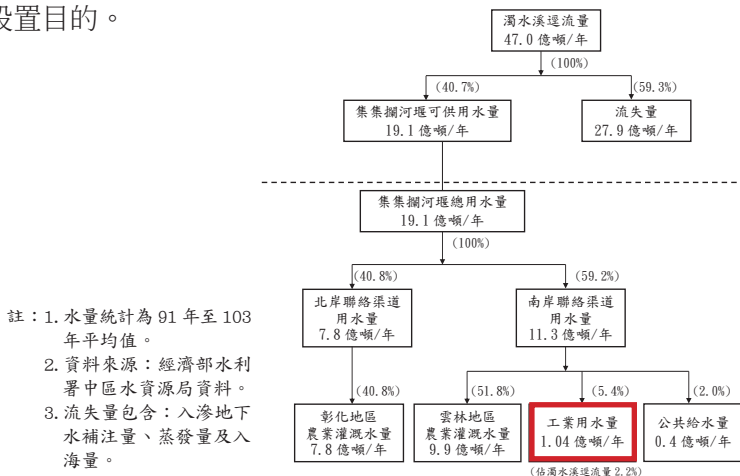 設置目的。
濁水溪逕流量
47.0 億噸/年
(100%)
(40.7%)
(59.3%)
集集攔河堰可供用水量
19.1 億噸/年
流失量
27.9 億噸/年
集集攔河堰總用水量
19.1 億噸/年
(100%)
(40.8%)
(59.2%)
北岸聯絡渠道
用水量
7.8 億噸/年
南岸聯絡渠道
用水量
11.3 億噸/年
(40.8%)
(51.8%)
(5.4%)
(2.0%)
彰化地區
農業灌溉水量
7.8 億噸/年
雲林地區
農業灌溉水量
9.9 億噸/年
工業用水量
1.04 億噸/年
公共給水量
0.4 億噸/年
(佔濁水溪逕流量 2.2%)
註：1. 水量統計為 91 年至 103
年平均值。
2. 資料來源：經濟部水利
署中區水資源局資料。
3. 流失量包含：入滲地下
水補注量、蒸發量及入
海量。